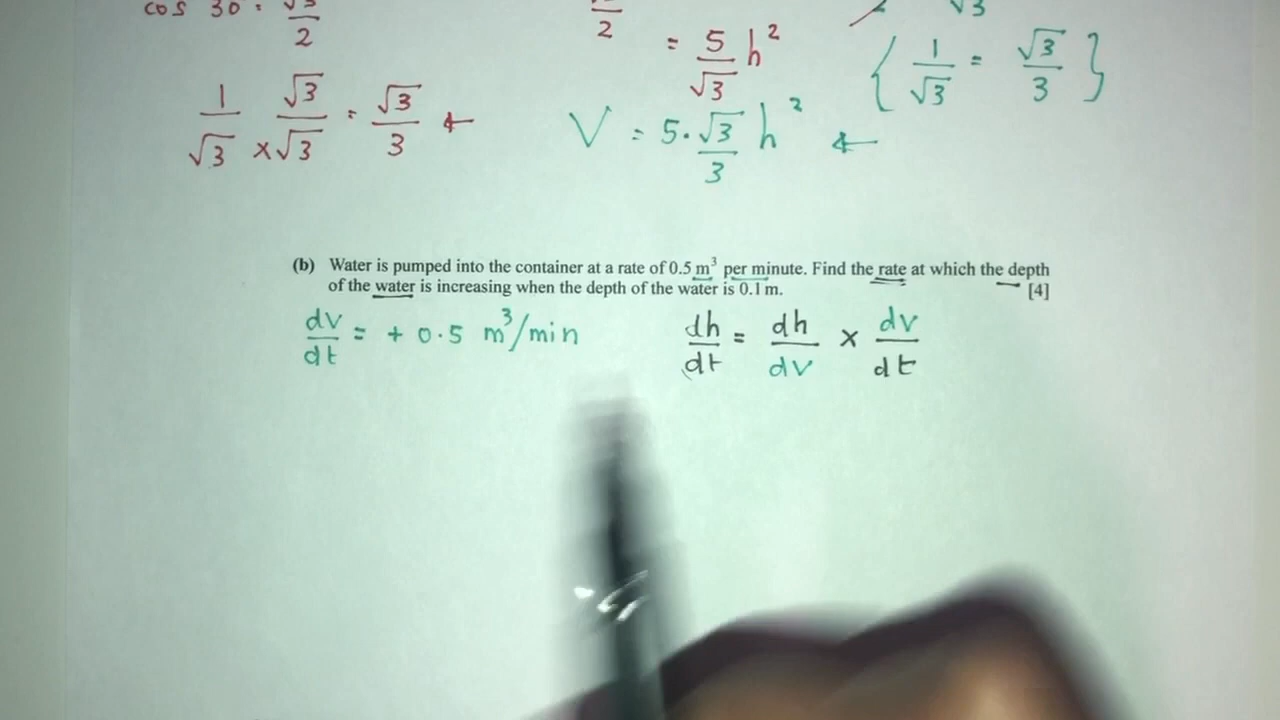 cos 30 = √3/2
1/√3 × √3/√3 = √3/3 ←
2
= 5/√3 h²
V = 5·√3/3 h² ←
√3
{ 1/√3 = √3/3 }
(b) Water is pumped into the container at a rate of 0.5 m³ per minute. Find the rate at which the depth
of the water is increasing when the depth of the water is 0.1 m. [4]
dv/dt = + 0.5 m³/min
dh/dt = dh/dv × dv/dt